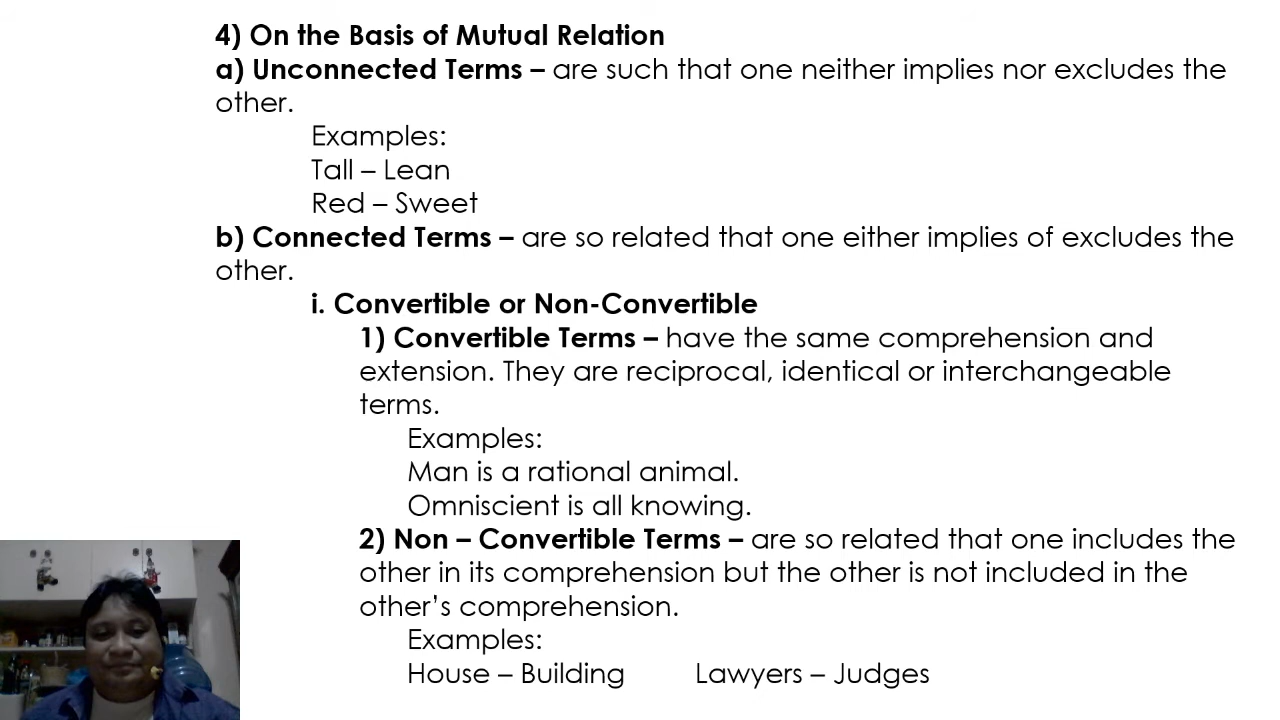 4) On the Basis of Mutual Relation
a) Unconnected Terms – are such that one neither implies nor excludes the
other.
Examples:
Tall – Lean
Red – Sweet
b) Connected Terms – are so related that one either implies of excludes the
other.
i. Convertible or Non-Convertible
1) Convertible Terms – have the same comprehension and
extension. They are reciprocal, identical or interchangeable
terms.
Examples:
Man is a rational animal.
Omniscient is all knowing.
2) Non – Convertible Terms – are so related that one includes the
other in its comprehension but the other is not included in the
other’s comprehension.
Examples:
House – Building Lawyers – Judges